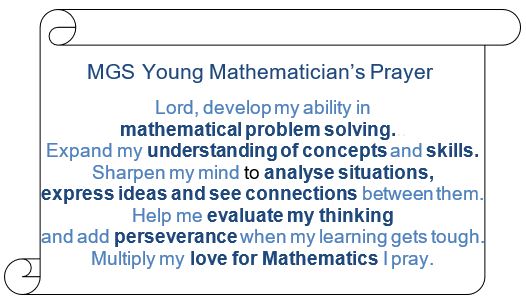 MGS Young Mathematician’s Prayer
Lord, develop my ability in
mathematical problem solving.
Expand my understanding of concepts and skills.
Sharpen my mind to analyse situations,
express ideas and see connections between them.
Help me evaluate my thinking
and add perseverance when my learning gets tough.
Multiply my love for Mathematics I pray.